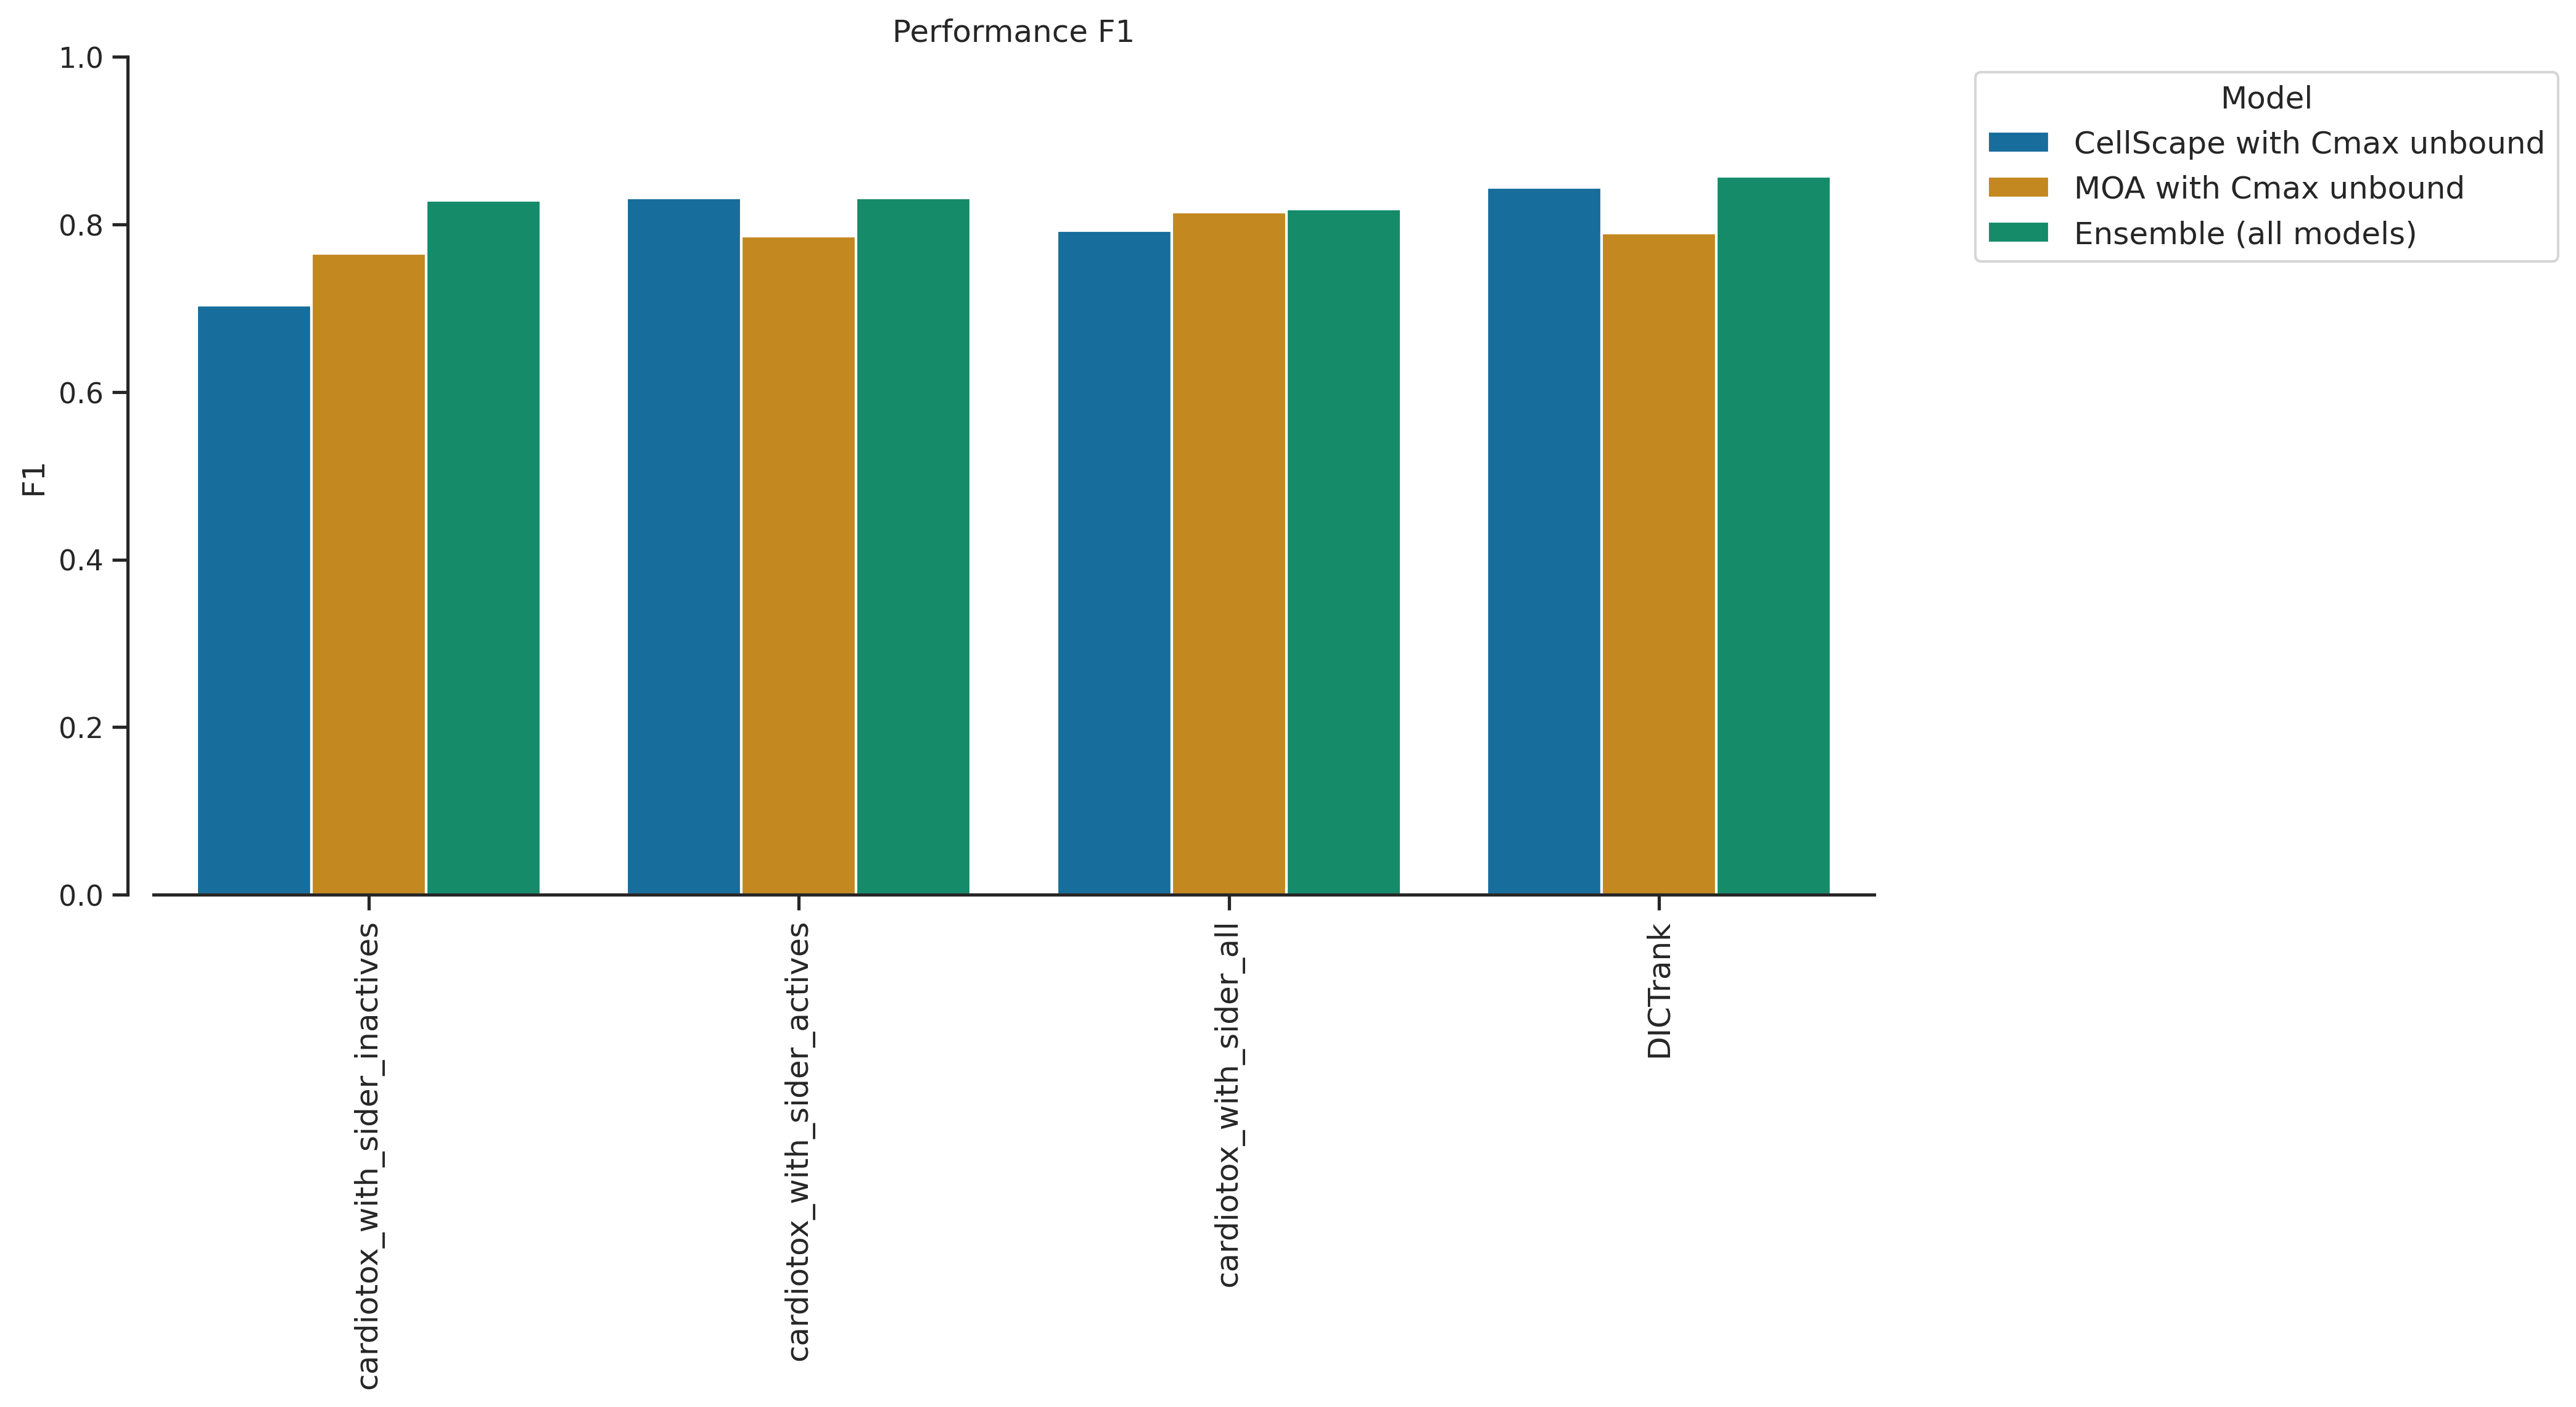 Performance F1
1.0
0.8
0.6
0.4
0.2
0.0
F1
cardiotox_with_sider_inactives
cardiotox_with_sider_actives
cardiotox_with_sider_all
DICTrank
Model
CellScape with Cmax unbound
MOA with Cmax unbound
Ensemble (all models)